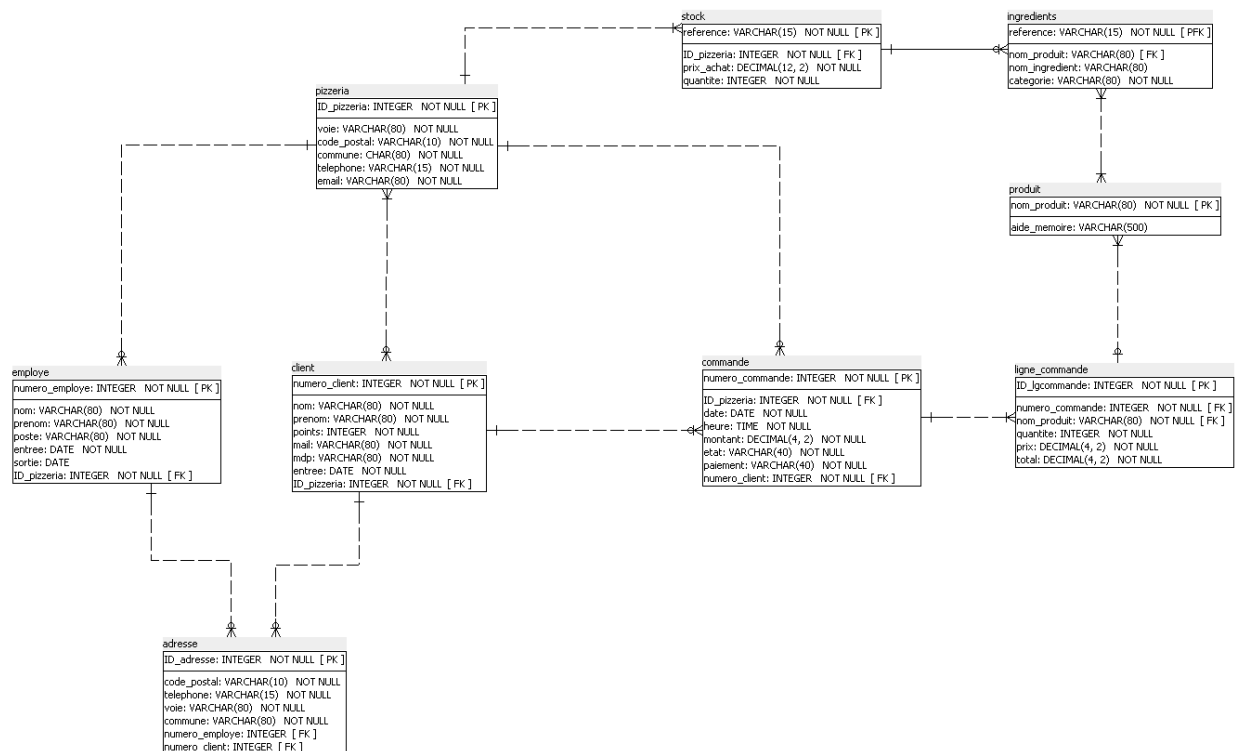 stock
reference: VARCHAR(15) NOT NULL [ PK ]
ID_pizzeria: INTEGER NOT NULL [ FK ]
prix_achat: DECIMAL(12, 2) NOT NULL
quantite: INTEGER NOT NULL
ingredients
reference: VARCHAR(15) NOT NULL [ PFK ]
nom_produit: VARCHAR(80) [ FK ]
nom_ingredient: VARCHAR(80)
categorie: VARCHAR(80) NOT NULL
pizzeria
ID_pizzeria: INTEGER NOT NULL [ PK ]
voie: VARCHAR(80) NOT NULL
code_postal: VARCHAR(10) NOT NULL
commune: CHAR(80) NOT NULL
telephone: VARCHAR(15) NOT NULL
email: VARCHAR(80) NOT NULL
produit
nom_produit: VARCHAR(80) NOT NULL [ PK ]
aide_memoire: VARCHAR(500)
employe
numero_employe: INTEGER NOT NULL [ PK ]
nom: VARCHAR(80) NOT NULL
prenom: VARCHAR(80) NOT NULL
poste: VARCHAR(80) NOT NULL
entree: DATE NOT NULL
sortie: DATE
ID_pizzeria: INTEGER NOT NULL [ FK ]
client
numero_client: INTEGER NOT NULL [ PK ]
nom: VARCHAR(80) NOT NULL
prenom: VARCHAR(80) NOT NULL
points: INTEGER NOT NULL
mail: VARCHAR(80) NOT NULL
mdp: VARCHAR(80) NOT NULL
entree: DATE NOT NULL
ID_pizzeria: INTEGER NOT NULL [ FK ]
commande
numero_commande: INTEGER NOT NULL [ PK ]
ID_pizzeria: INTEGER NOT NULL [ FK ]
date: DATE NOT NULL
heure: TIME NOT NULL
montant: DECIMAL(4, 2) NOT NULL
etat: VARCHAR(40) NOT NULL
paiement: VARCHAR(40) NOT NULL
numero_client: INTEGER NOT NULL [ FK ]
ligne_commande
ID_lgcommande: INTEGER NOT NULL [ PK ]
numero_commande: INTEGER NOT NULL [ FK ]
nom_produit: VARCHAR(80) NOT NULL [ FK ]
quantite: INTEGER NOT NULL
prix: DECIMAL(4, 2) NOT NULL
total: DECIMAL(4, 2) NOT NULL
adresse
ID_adresse: INTEGER NOT NULL [ PK ]
code_postal: VARCHAR(10) NOT NULL
telephone: VARCHAR(15) NOT NULL
voie: VARCHAR(80) NOT NULL
commune: VARCHAR(80) NOT NULL
numero_employe: INTEGER [ FK ]
numero_client: INTEGER [ FK ]